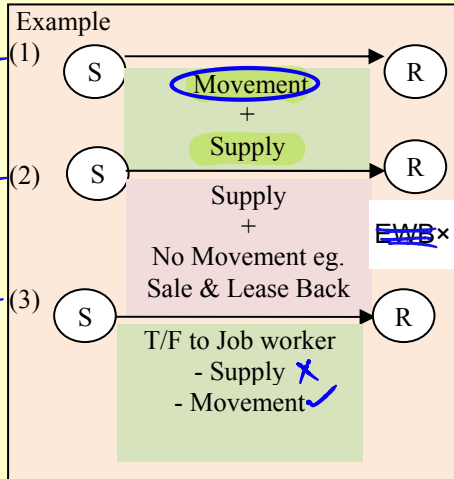 Example
(1)
S
R
Movement
+
Supply
(2)
S
R
Supply
+
No Movement eg.
Sale & Lease Back
EWB×
(3)
S
R
T/F to Job worker
- Supply ✗
- Movement ✓